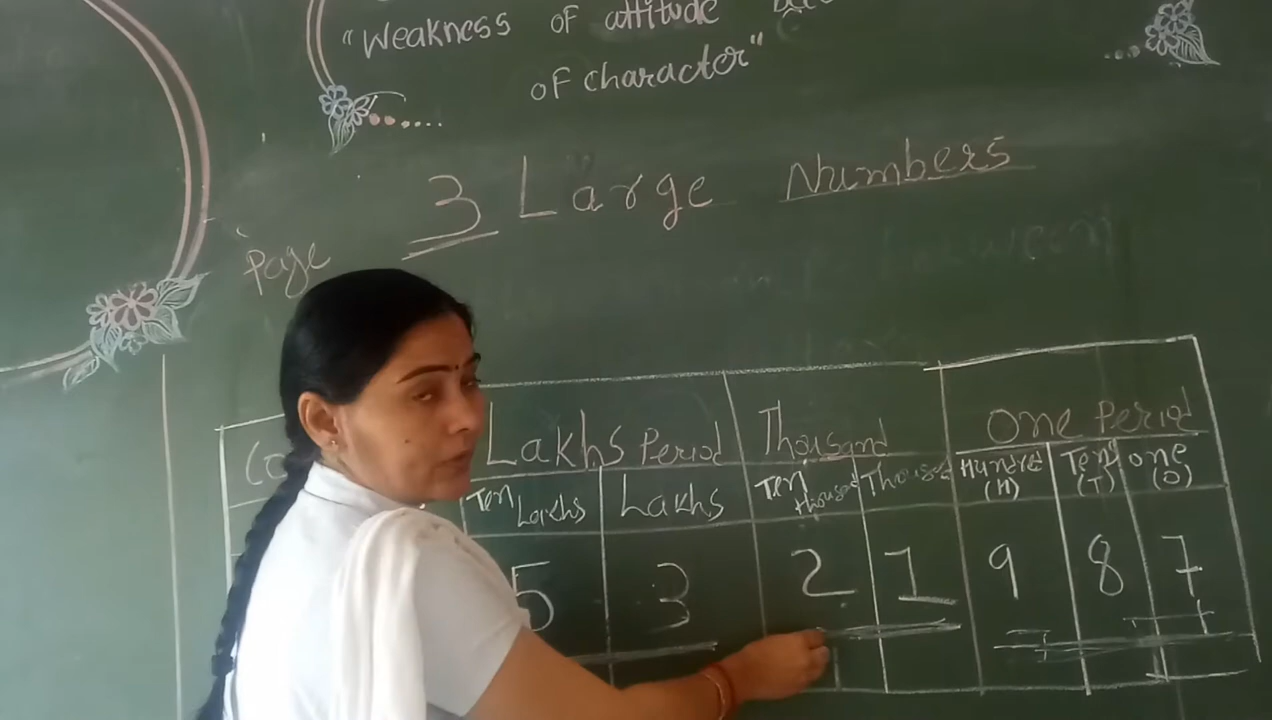 "Weakness of attitude
of character"
3 Large Numbers
Page
Lakhs Period Thousand One Period
Ten Lakhs Lakhs Ten thousand Thousand Hundred (H) Tens (T) one (O)
5 3 2 1 9 8 7